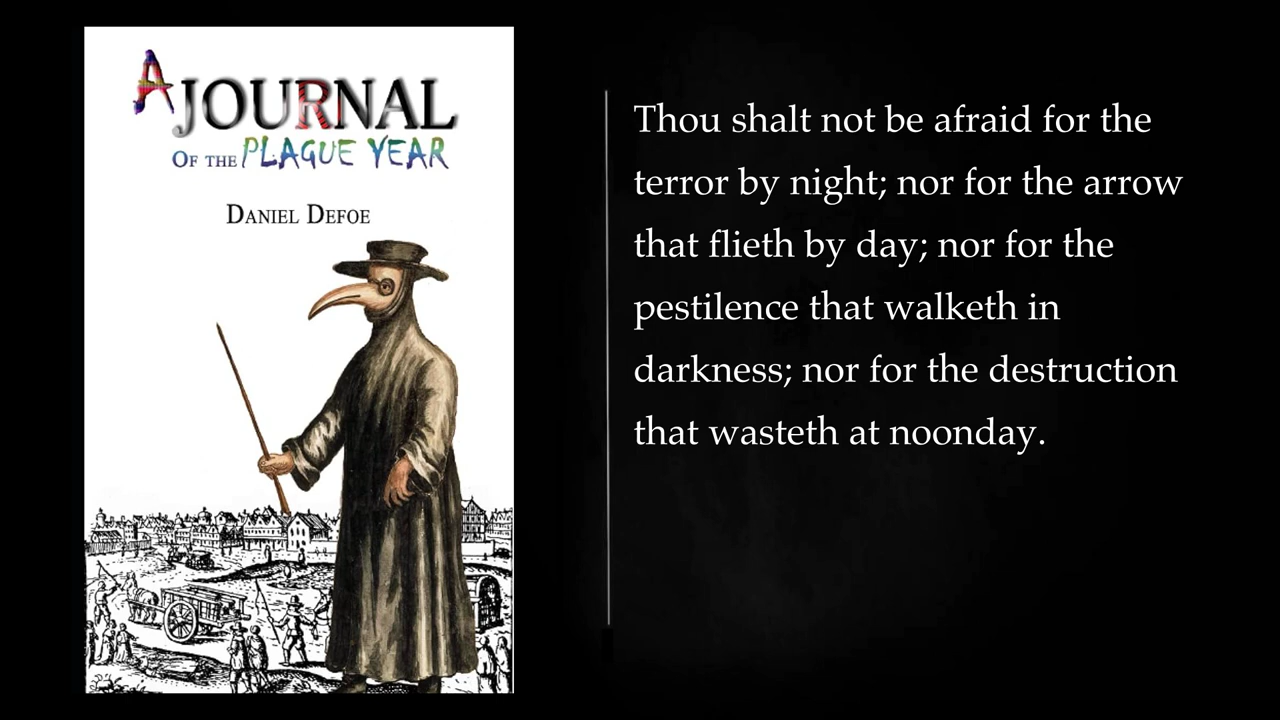 A JOURNAL
OF THE PLAGUE YEAR
DANIEL DEFOE
Thou shalt not be afraid for the
terror by night; nor for the arrow
that flieth by day; nor for the
pestilence that walketh in
darkness; nor for the destruction
that wasteth at noonday.